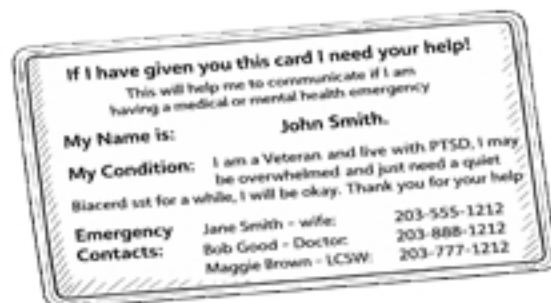 If I have given you this card I need your help!
This will help me to communicate if I am
having a medical or mental health emergency
My Name is: John Smith.
My Condition: I am a Veteran and live with PTSD, I may
be overwhelmed and just need a quiet
for a while, I will be okay. Thank you for your help
Emergency Jane Smith - wife: 203-555-1212
Contacts: Bob Good - Doctor: 203-888-1212
Maggie Brown - LCSW: 203-777-1212